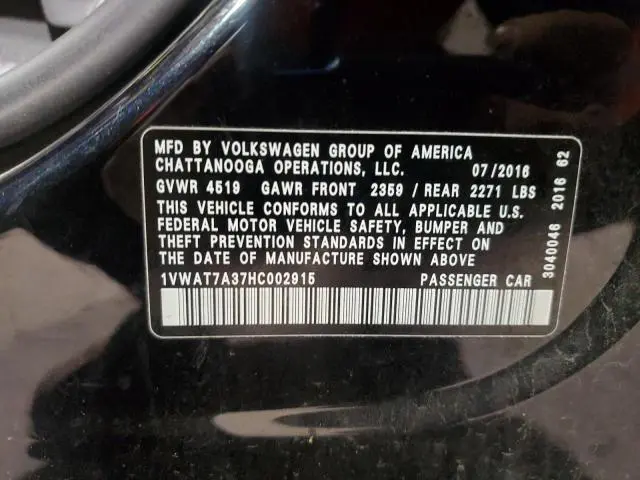 MFD BY VOLKSWAGEN GROUP OF AMERICA
CHATTANOOGA OPERATIONS, LLC. 07/2016
GVWR 4519 GAWR FRONT 2359 / REAR 2271 LBS
THIS VEHICLE CONFORMS TO ALL APPLICABLE U.S.
FEDERAL MOTOR VEHICLE SAFETY, BUMPER AND
THEFT PREVENTION STANDARDS IN EFFECT ON
THE DATE OF MANUFACTURE SHOWN ABOVE
1VWAT7A37HC002915 PASSENGER CAR
3040046 2016 62